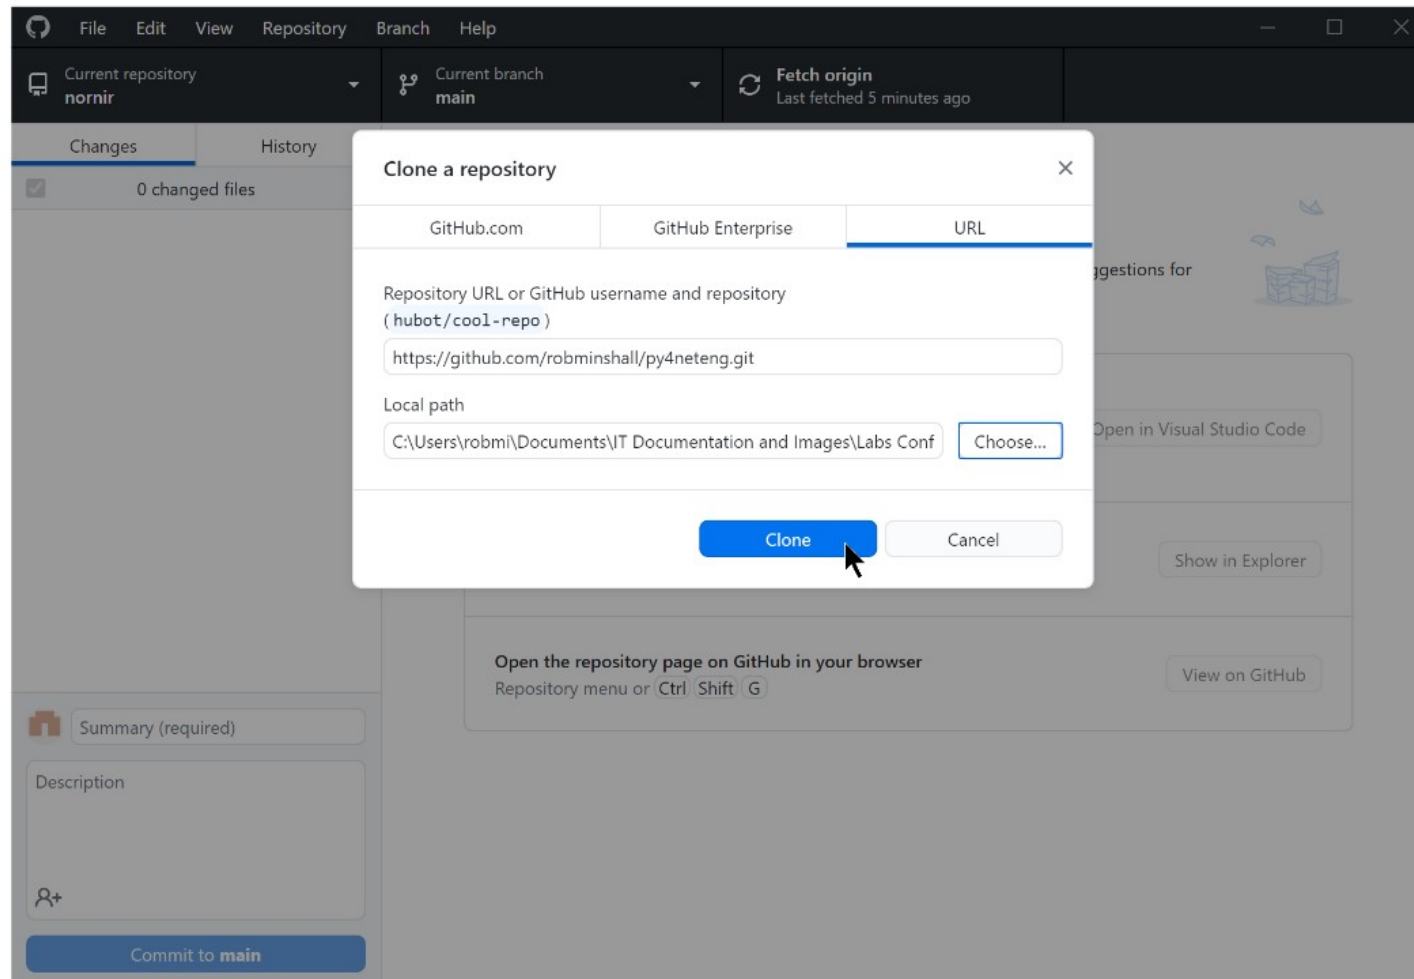 File Edit View Repository Branch Help
Current repository
nornir
Current branch
main
Fetch origin
Last fetched 5 minutes ago
Changes
History
0 changed files
Clone a repository
GitHub.com
GitHub Enterprise
URL
Repository URL or GitHub username and repository
(hubot/cool-repo)
https://github.com/robminshall/py4neteng.git
Local path
C:\Users\robmi\Documents\IT Documentation and Images\Labs Conf
Choose...
Clone
Cancel
ggestions for
Open in Visual Studio Code
Show in Explorer
Open the repository page on GitHub in your browser
Repository menu or Ctrl Shift G
View on GitHub
Summary (required)
Description
Commit to main